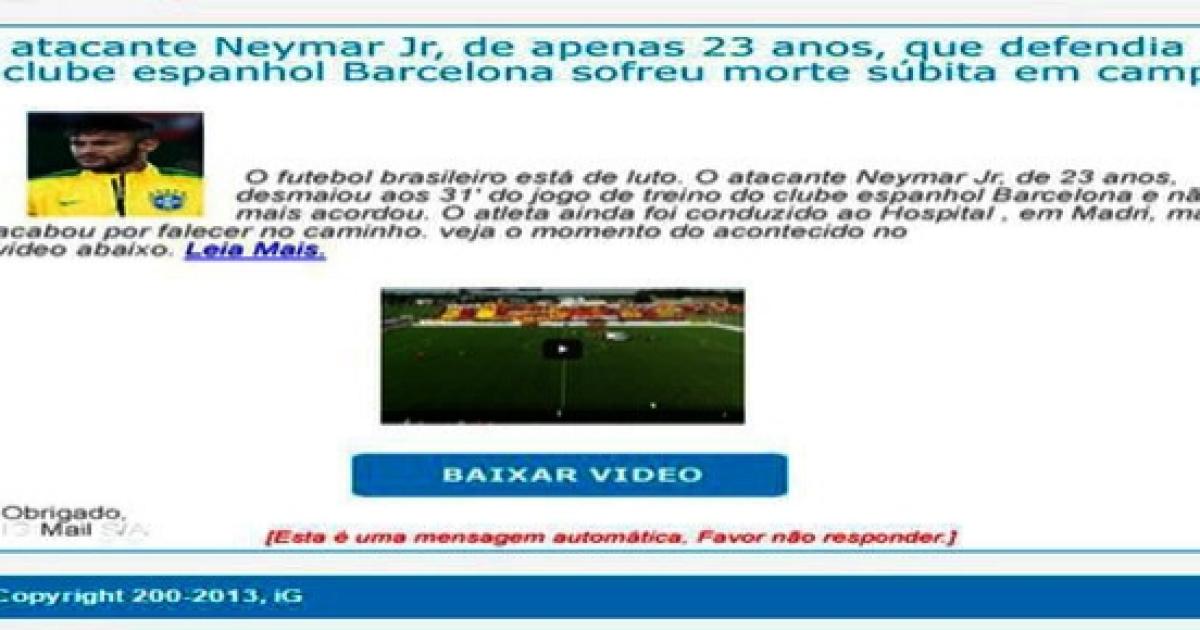 atacante Neymar Jr, de apenas 23 anos, que defendia
clube espanhol Barcelona sofreu morte súbita em camp
O futebol brasileiro está de luto. O atacante Neymar Jr, de 23 anos,
desmaiou aos 31' do jogo de treino do clube espanhol Barcelona e nã
mais acordou. O atleta ainda foi conduzido ao Hospital , em Madri, ma
acabou por falecer no caminho. veja o momento do acontecido no
video abaixo. Leia Mais.
BAIXAR VIDEO
Obrigado,
Mail S/A.
[Esta é uma mensagem automática, Favor não responder.]
Copyright 200-2013, iG